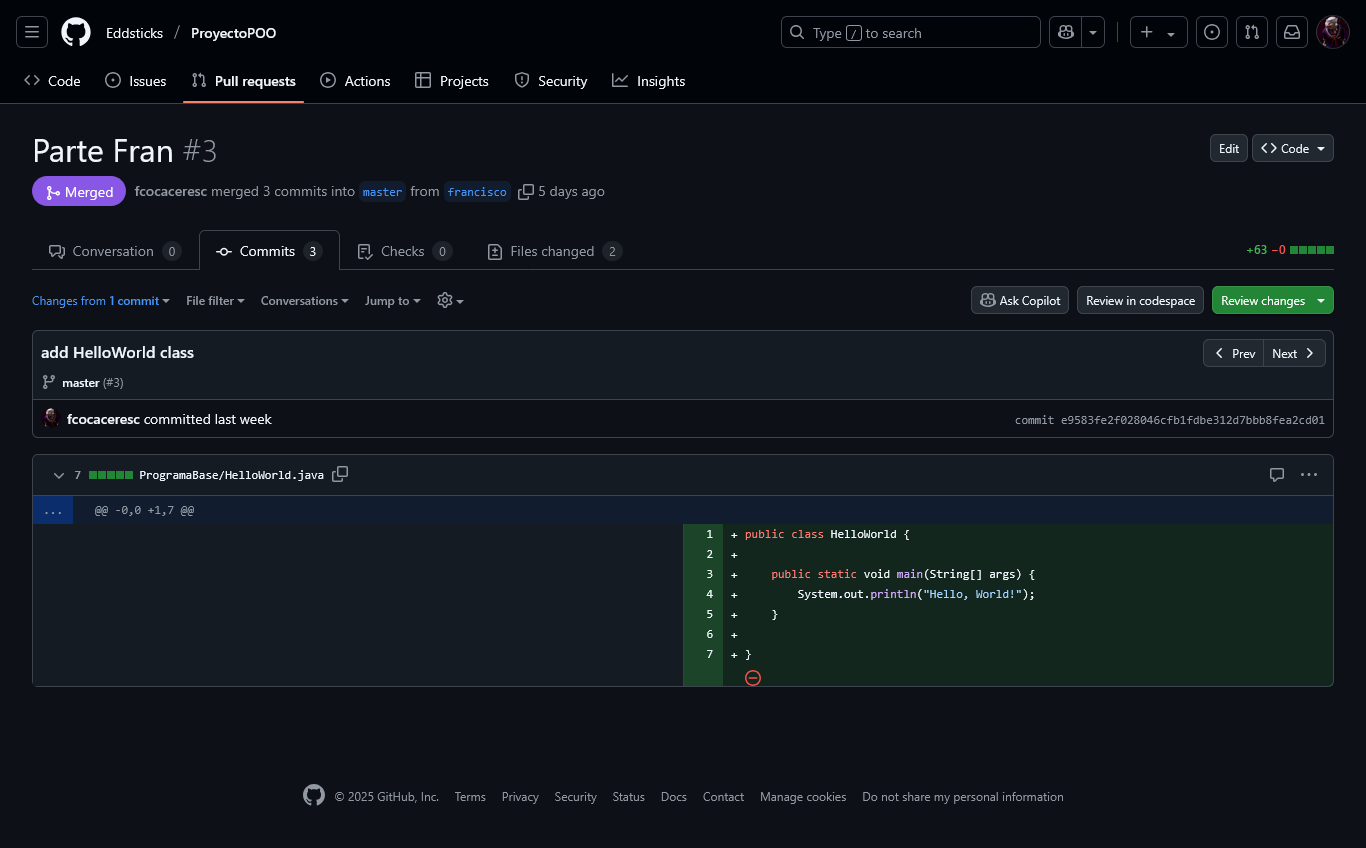 Eddsticks / ProyectoPOO
Type / to search
Code
Issues
Pull requests
Actions
Projects
Security
Insights
Parte Fran #3
Edit
Code
Merged
fcocaceresc merged 3 commits into master from francisco 5 days ago
Conversation 0
Commits 3
Checks 0
Files changed 2
+63 −0
Changes from 1 commit
File filter
Conversations
Jump to
Ask Copilot
Review in codespace
Review changes
add HelloWorld class
Prev
Next
master (#3)
fcocaceresc committed last week
commit e9583fe2f028046cfb1fdbe312d7bbb8fea2cd01
7 ProgramaBase/HelloWorld.java
... @@ -0,0 +1,7 @@
1 + public class HelloWorld {
2 +
3 + public static void main(String[] args) {
4 + System.out.println("Hello, World!");
5 + }
6 +
7 + }
© 2025 GitHub, Inc.
Terms
Privacy
Security
Status
Docs
Contact
Manage cookies
Do not share my personal information